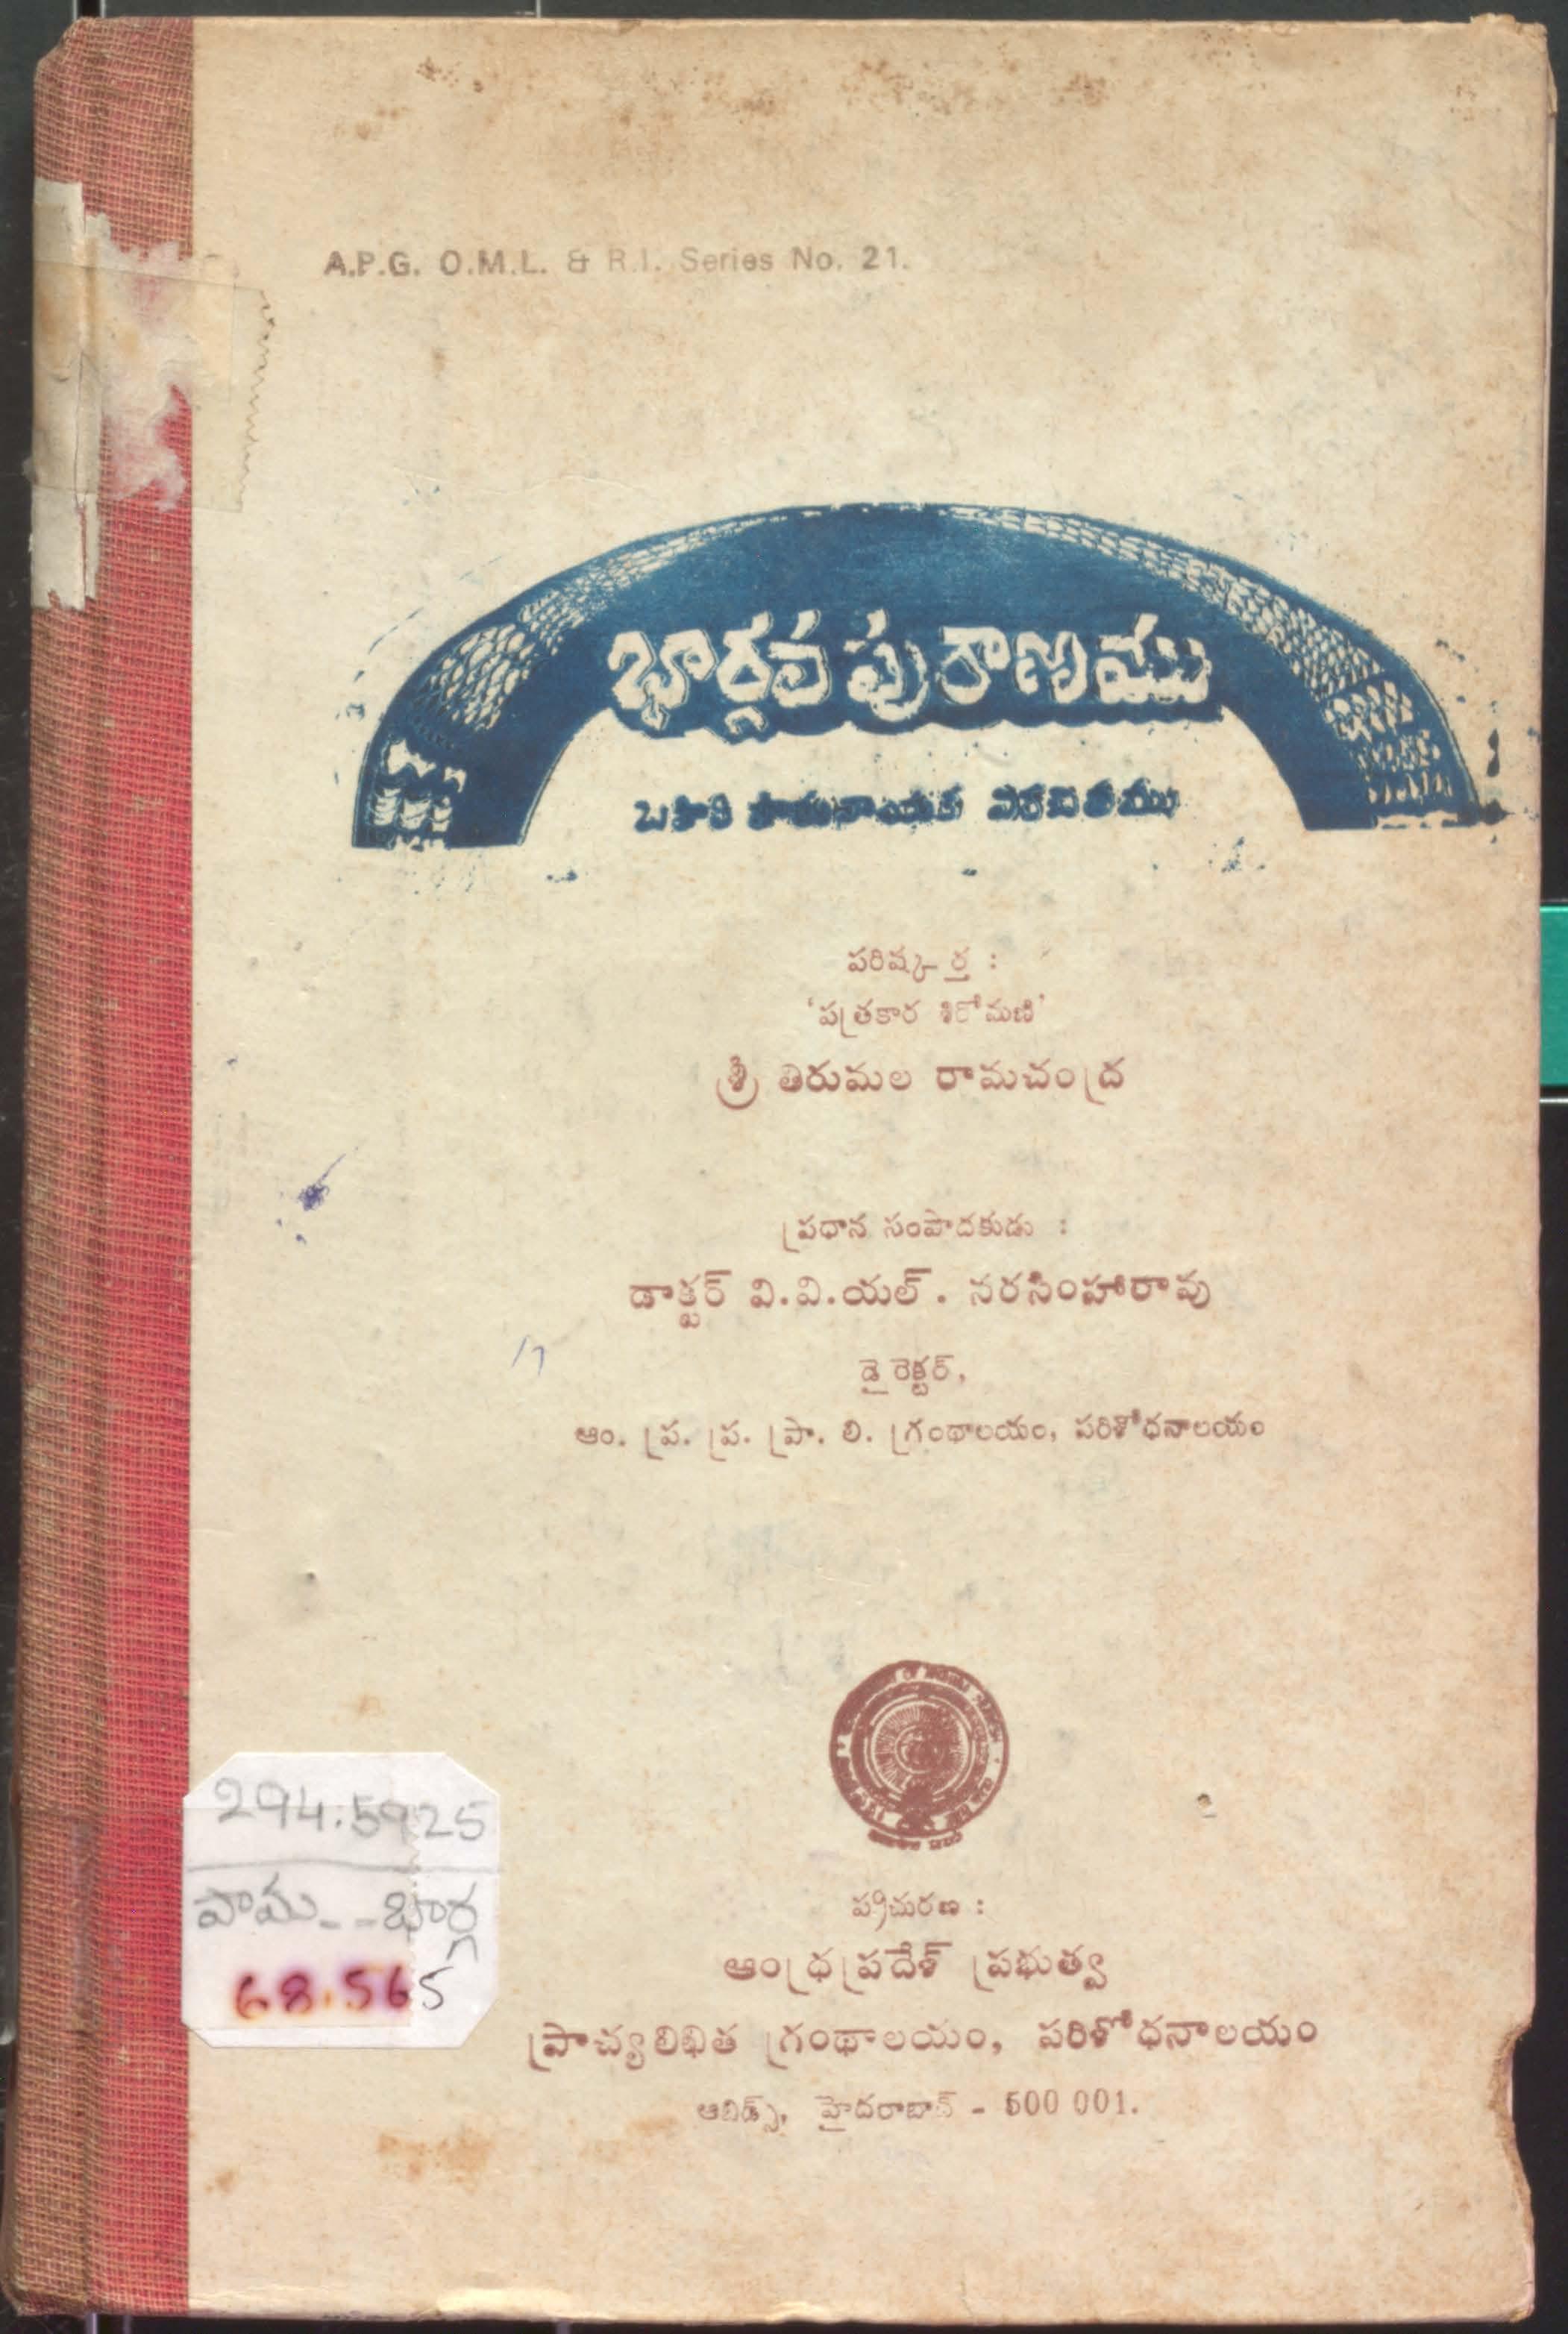 A.P.G. O.M.L. & R.I. Series No. 21.
భార్గవ పురాణము
పరిష్కర్త :
'పత్రకార శిరోమణి'
శ్రీ తిరుమల రామచంద్ర
ప్రధాన సంపాదకుడు :
డాక్టర్ వి.వి.యల్. నరసింహారావు
డైరెక్టర్,
ఆం. ప్ర. ప్ర. ప్రా. లి. గ్రంథాలయం, పరిశోధనాలయం
294.5925
పామ--భార్గ
68.565
ప్రచురణ :
ఆంధ్రప్రదేశ్ ప్రభుత్వ
ప్రాచ్యలిఖిత గ్రంథాలయం, పరిశోధనాలయం
ఆబిడ్స్, హైదరాబాద్ - 500 001.